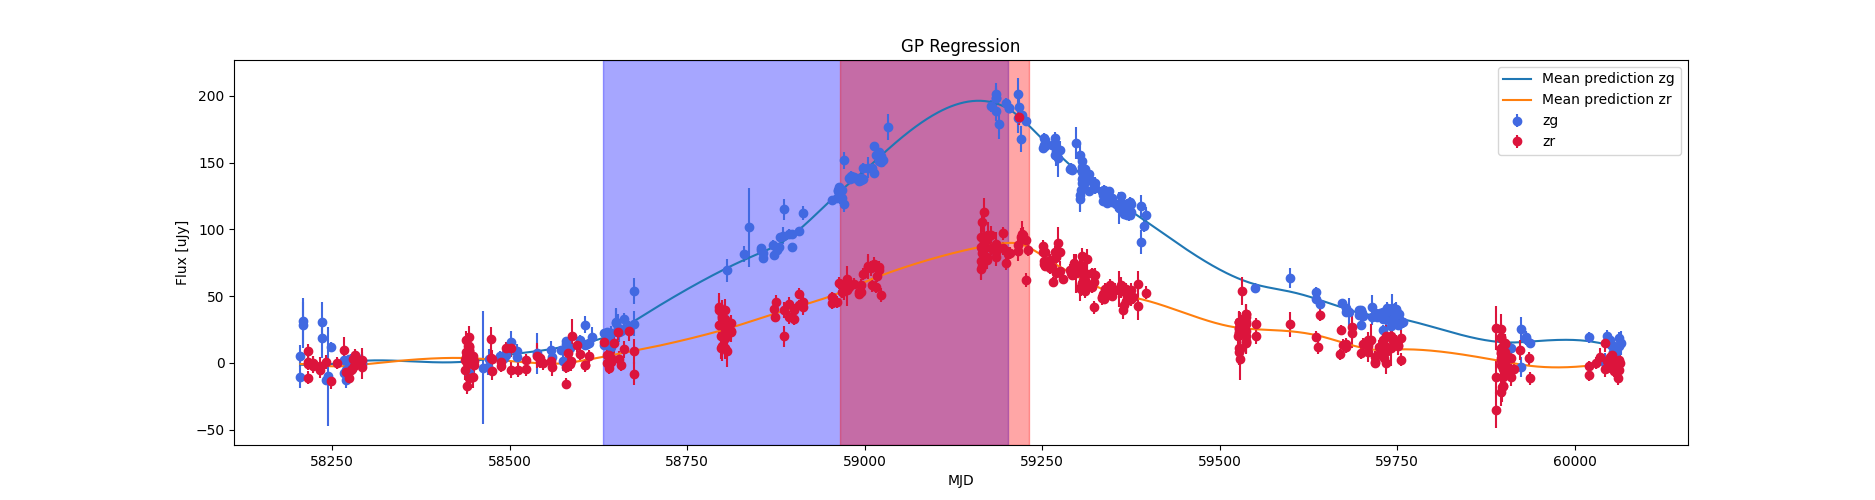 GP Regression
Flux [uJy]
200
150
100
50
0
−50
Mean prediction zg
Mean prediction zr
zg
zr
58250
58500
58750
59000
59250
59500
59750
60000
MJD